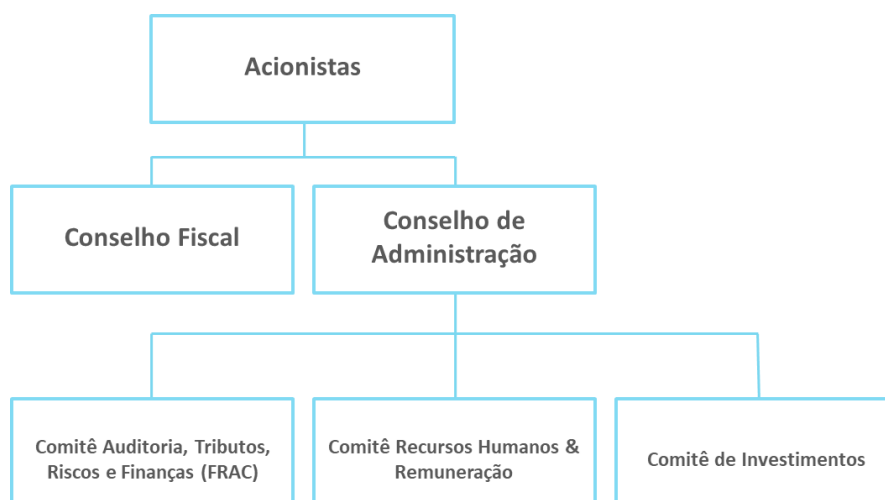 Acionistas
Conselho Fiscal
Conselho de
Administração
Comitê Auditoria, Tributos,
Riscos e Finanças (FRAC)
Comitê Recursos Humanos &
Remuneração
Comitê de Investimentos